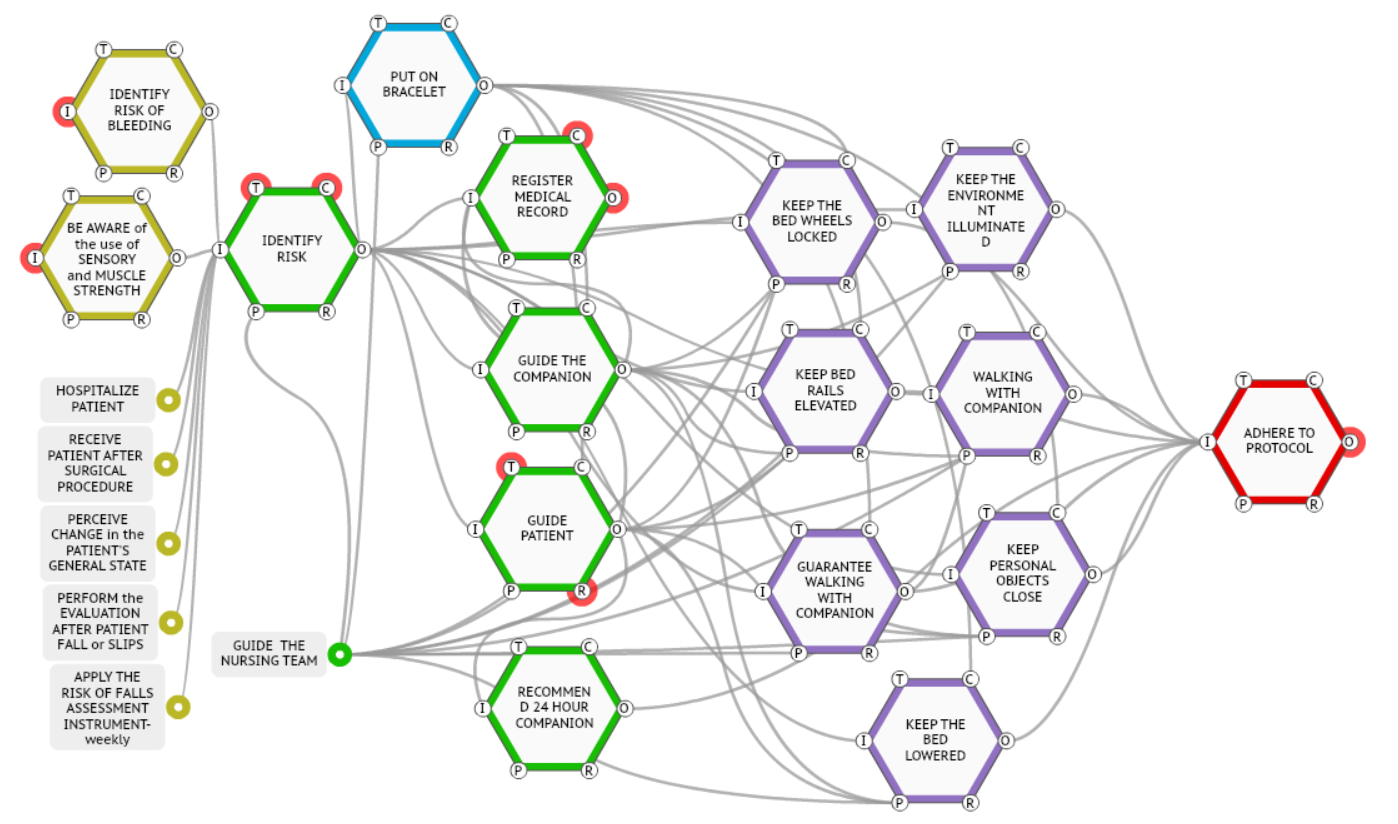 T C
IDENTIFY
RISK OF
BLEEDING
I O
P R
T C
BE AWARE of
the use of
SENSORY
and MUSCLE
STRENGTH
I O
P R
HOSPITALIZE
PATIENT
RECEIVE
PATIENT AFTER
SURGICAL
PROCEDURE
PERCEIVE
CHANGE in the
PATIENT'S
GENERAL STATE
PERFORM the
EVALUATION
AFTER PATIENT
FALL or SLIPS
APPLY THE
RISK OF FALLS
ASSESSMENT
INSTRUMENT-
weekly
T C
IDENTIFY
RISK
I O
P R
GUIDE THE
NURSING TEAM
T C
PUT ON
BRACELET
I O
P R
T C
REGISTER
MEDICAL
RECORD
I O
P R
T C
GUIDE THE
COMPANION
I O
P R
T C
GUIDE
PATIENT
I O
P R
T C
RECOMMEN
D 24 HOUR
COMPANION
I O
P R
T C
KEEP THE
BED WHEELS
LOCKED
I O
P R
T C
KEEP BED
RAILS
ELEVATED
I O
P R
T C
GUARANTEE
WALKING
WITH
COMPANION
I O
P R
T C
KEEP THE
ENVIRONME
NT
ILLUMINATE
D
I O
P R
T C
WALKING
WITH
COMPANION
I O
P R
T C
KEEP
PERSONAL
OBJECTS
CLOSE
I O
P R
T C
KEEP THE
BED
LOWERED
I O
P R
T C
ADHERE TO
PROTOCOL
I O
P R